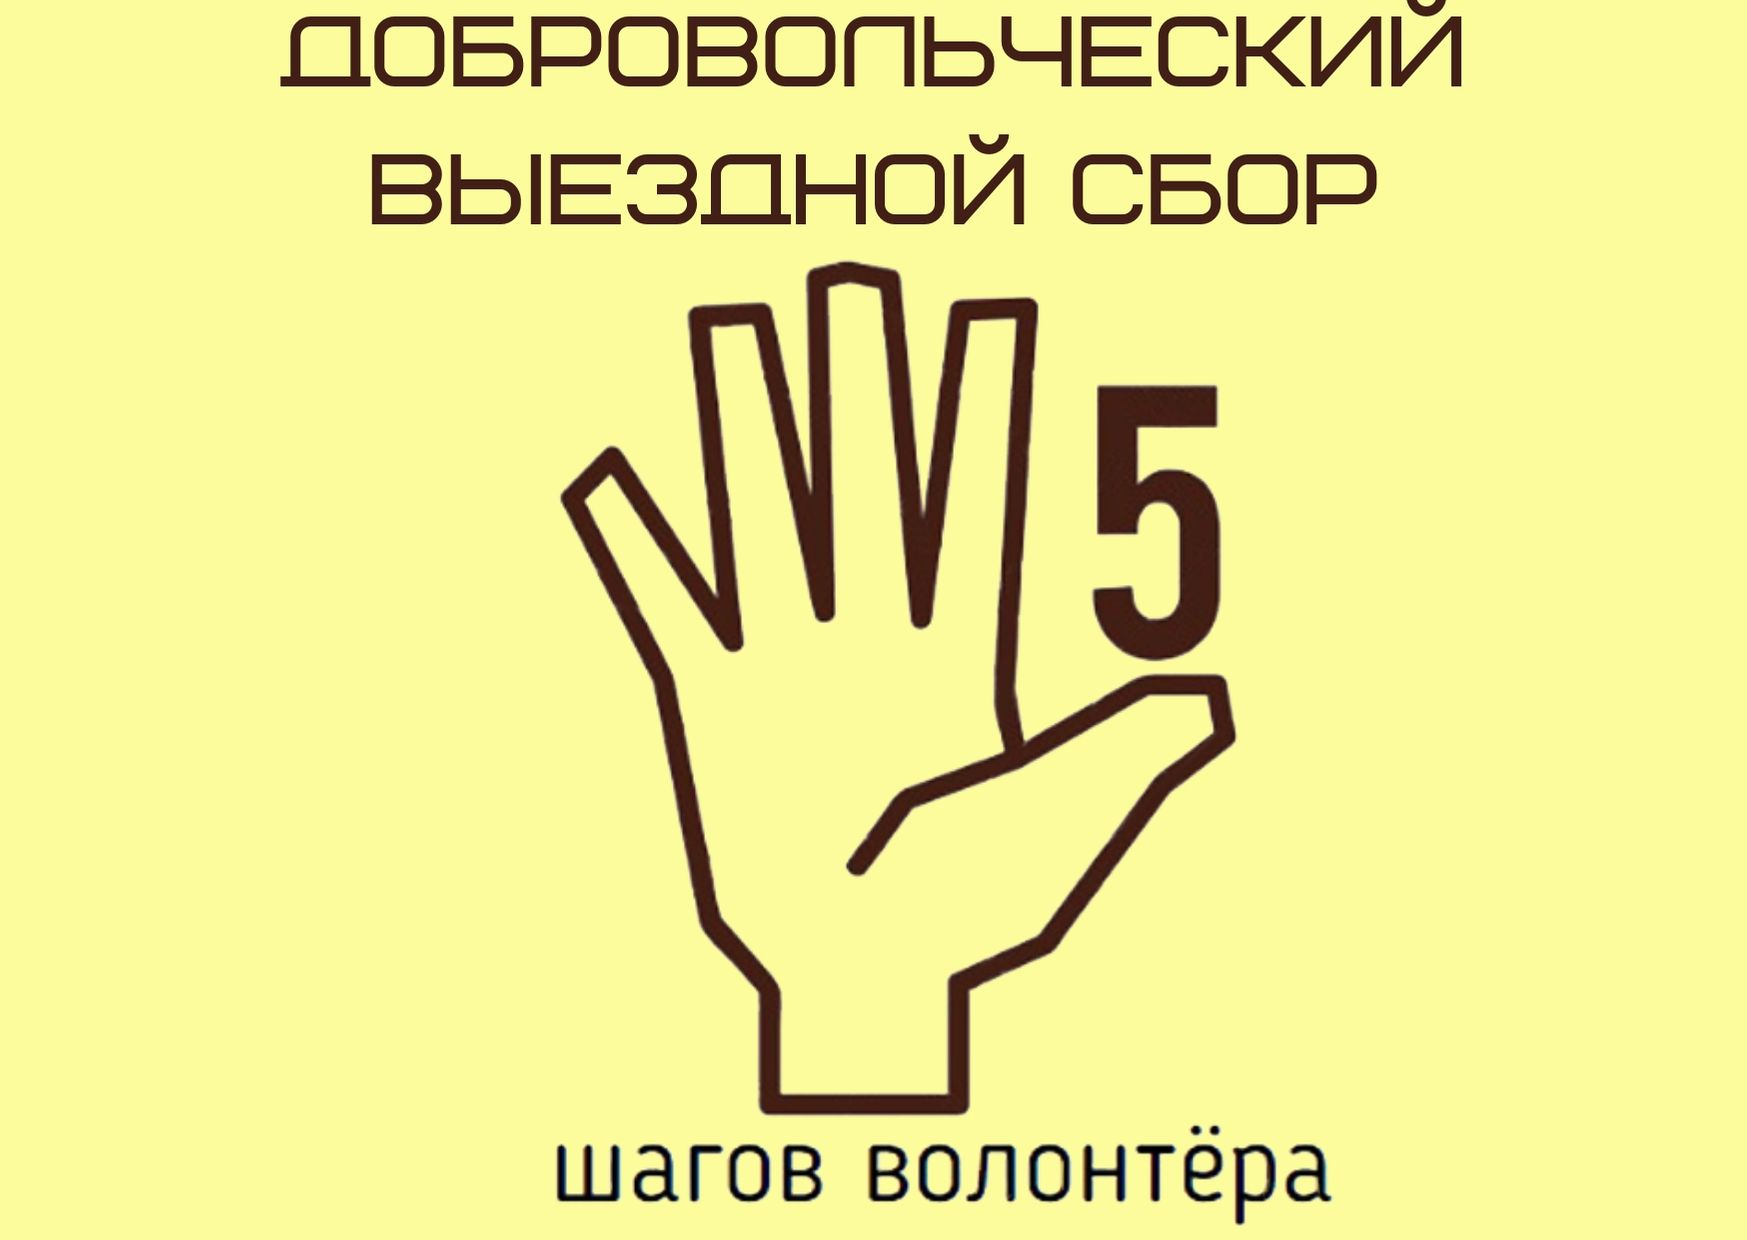 ДОБРОВОЛЬЧЕСКИЙ
ВЫЕЗДНОЙ СБОР
5
шагов волонтёра